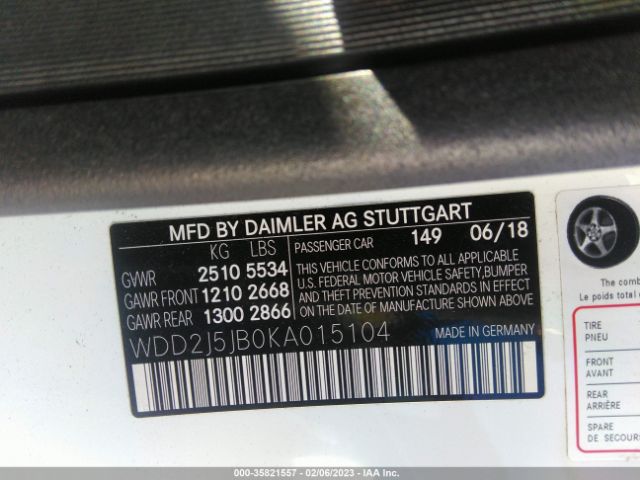 MFD BY DAIMLER AG STUTTGART
KG LBS
PASSENGER CAR 149 06/18
GVWR 2510 5534
GAWR FRONT 1210 2668
GAWR REAR 1300 2866
THIS VEHICLE CONFORMS TO ALL APPLICABLE
U.S. FEDERAL MOTOR VEHICLE SAFETY, BUMPER
AND THEFT PREVENTION STANDARDS IN EFFECT
ON THE DATE OF MANUFACTURE SHOWN ABOVE.
WDD2J5JB0KA015104
MADE IN GERMANY
The comb
Le poids total
TIRE
PNEU
FRONT
AVANT
REAR
ARRIÈRE
SPARE
DE SECOURS
000-35821557 — 02/06/2023 — IAA Inc.